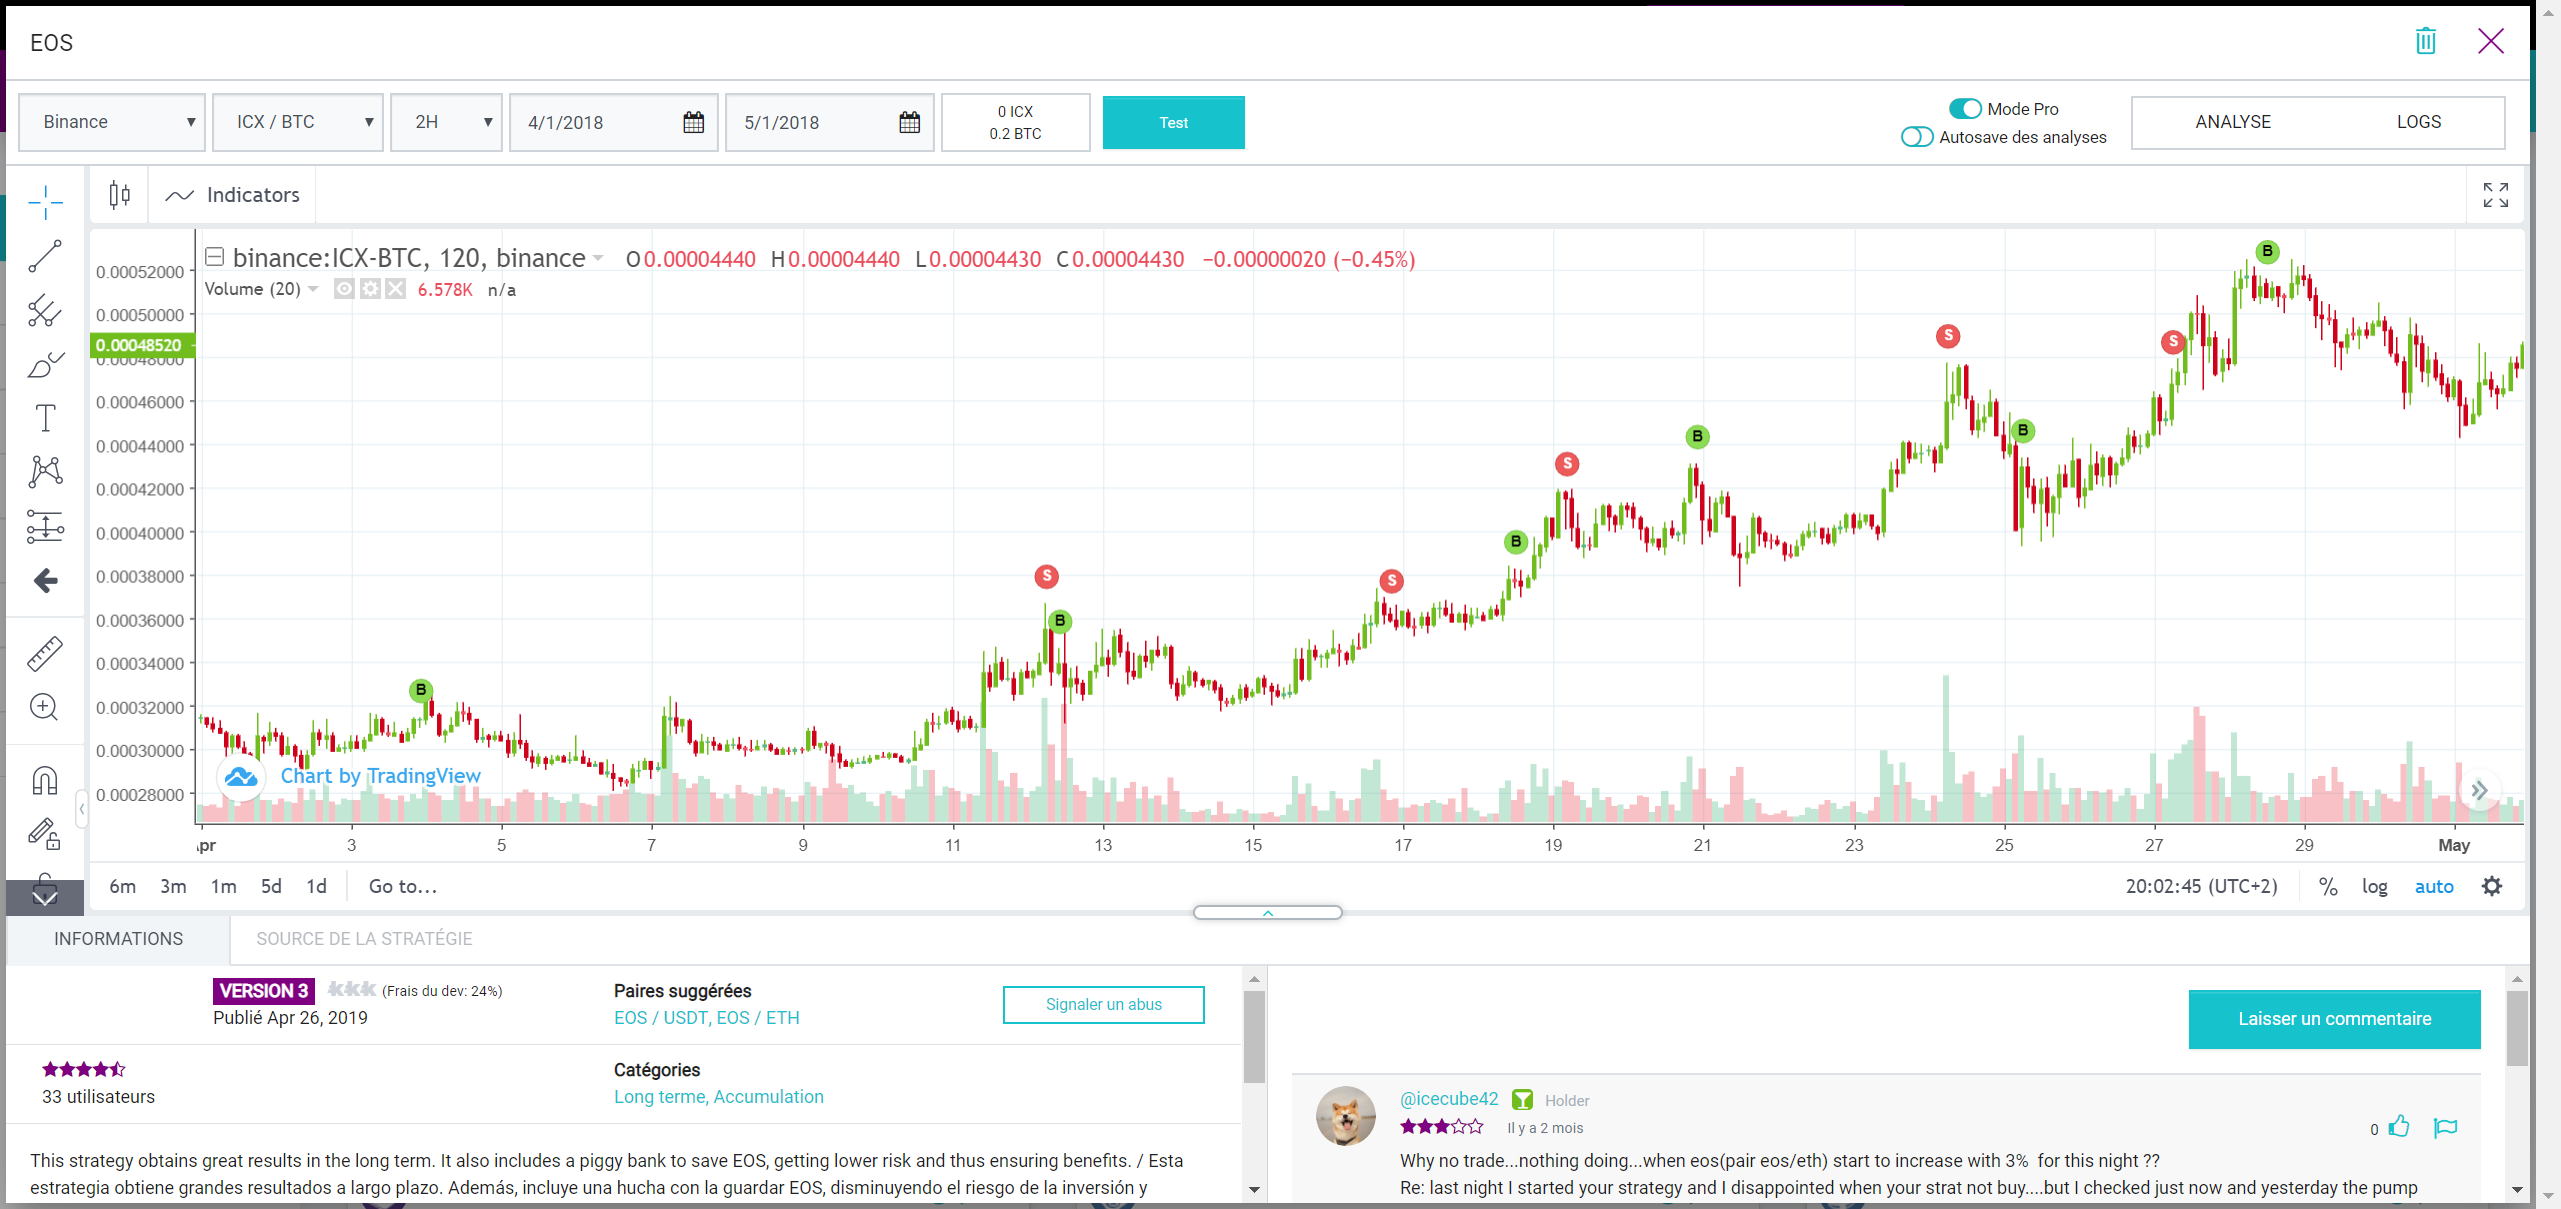 EOS
Binance ICX / BTC 2H 4/1/2018 5/1/2018 0 ICX Test Mode Pro ANALYSE LOGS
0.2 BTC Autosave des analyses
Indicators
binance:ICX-BTC, 120, binance O0.00004440 H0.00004440 L0.00004430 C0.00004430 −0.00000020 (−0.45%)
Volume (20) 6.578K n/a
0.00052000
0.00050000
0.00048520
0.00048000
0.00046000
0.00044000
0.00042000
0.00040000
0.00038000
0.00036000
0.00034000
0.00032000
0.00030000
0.00028000
B
S
B
S
B
S
B
S
B
S
B
Chart by TradingView
pr 3 5 7 9 11 13 15 17 19 21 23 25 27 29 May
6m 3m 1m 5d 1d Go to... 20:02:45 (UTC+2) % log auto
INFORMATIONS SOURCE DE LA STRATÉGIE
VERSION 3 (Frais du dev: 24%) Paires suggérées Signaler un abus
Publié Apr 26, 2019 EOS / USDT, EOS / ETH
33 utilisateurs
Catégories
Long terme, Accumulation
This strategy obtains great results in the long term. It also includes a piggy bank to save EOS, getting lower risk and thus ensuring benefits. / Esta
estrategia obtiene grandes resultados a largo plazo. Además, incluye una hucha con la guardar EOS, disminuyendo el riesgo de la inversión y
Laisser un commentaire
@icecube42 Holder
Il y a 2 mois 0
Why no trade...nothing doing...when eos(pair eos/eth) start to increase with 3% for this night ??
Re: last night I started your strategy and I disappointed when your strat not buy....but I checked just now and yesterday the pump